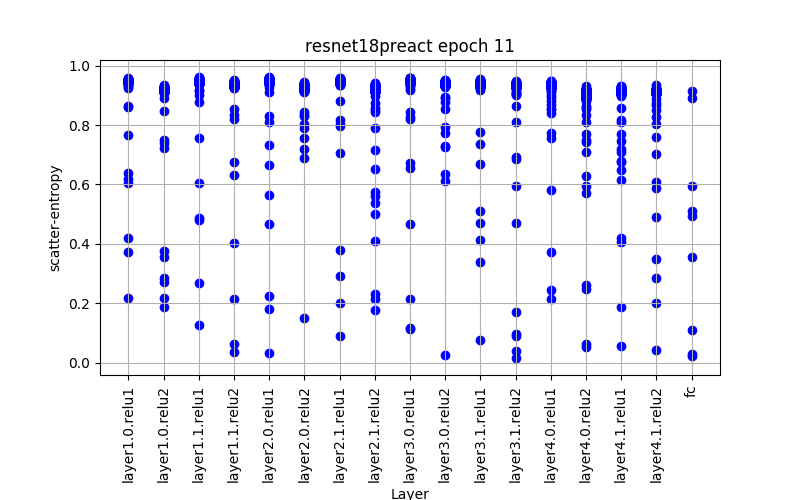 resnet18preact epoch 11
scatter-entropy
1.0
0.8
0.6
0.4
0.2
0.0
layer1.0.relu1
layer1.0.relu2
layer1.1.relu1
layer1.1.relu2
layer2.0.relu1
layer2.0.relu2
layer2.1.relu1
layer2.1.relu2
layer3.0.relu1
layer3.0.relu2
layer3.1.relu1
layer3.1.relu2
layer4.0.relu1
layer4.0.relu2
layer4.1.relu1
layer4.1.relu2
fc
Layer